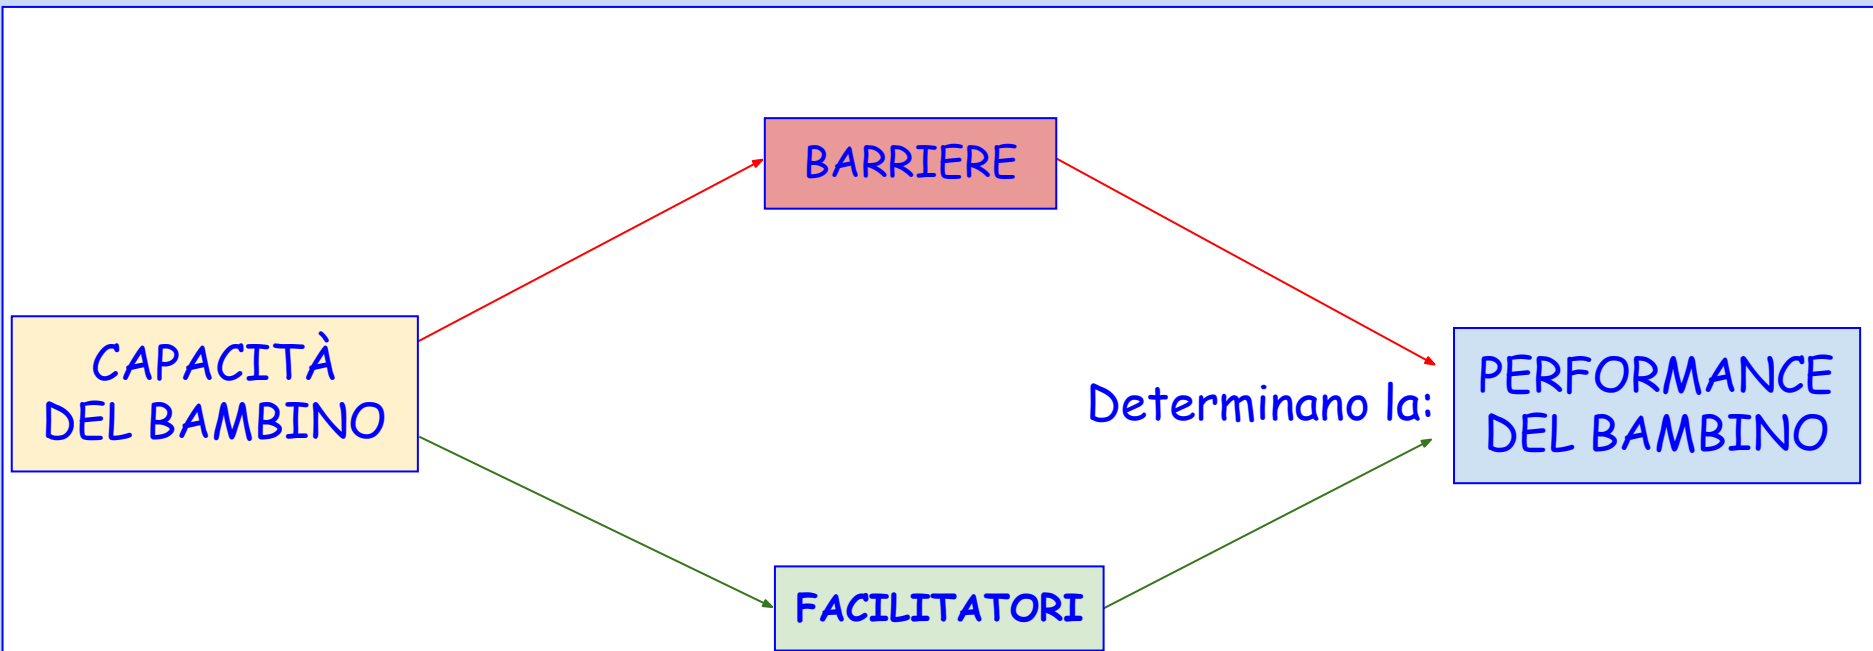 BARRIERE
CAPACITÀ
DEL BAMBINO
Determinano la:
PERFORMANCE
DEL BAMBINO
FACILITATORI